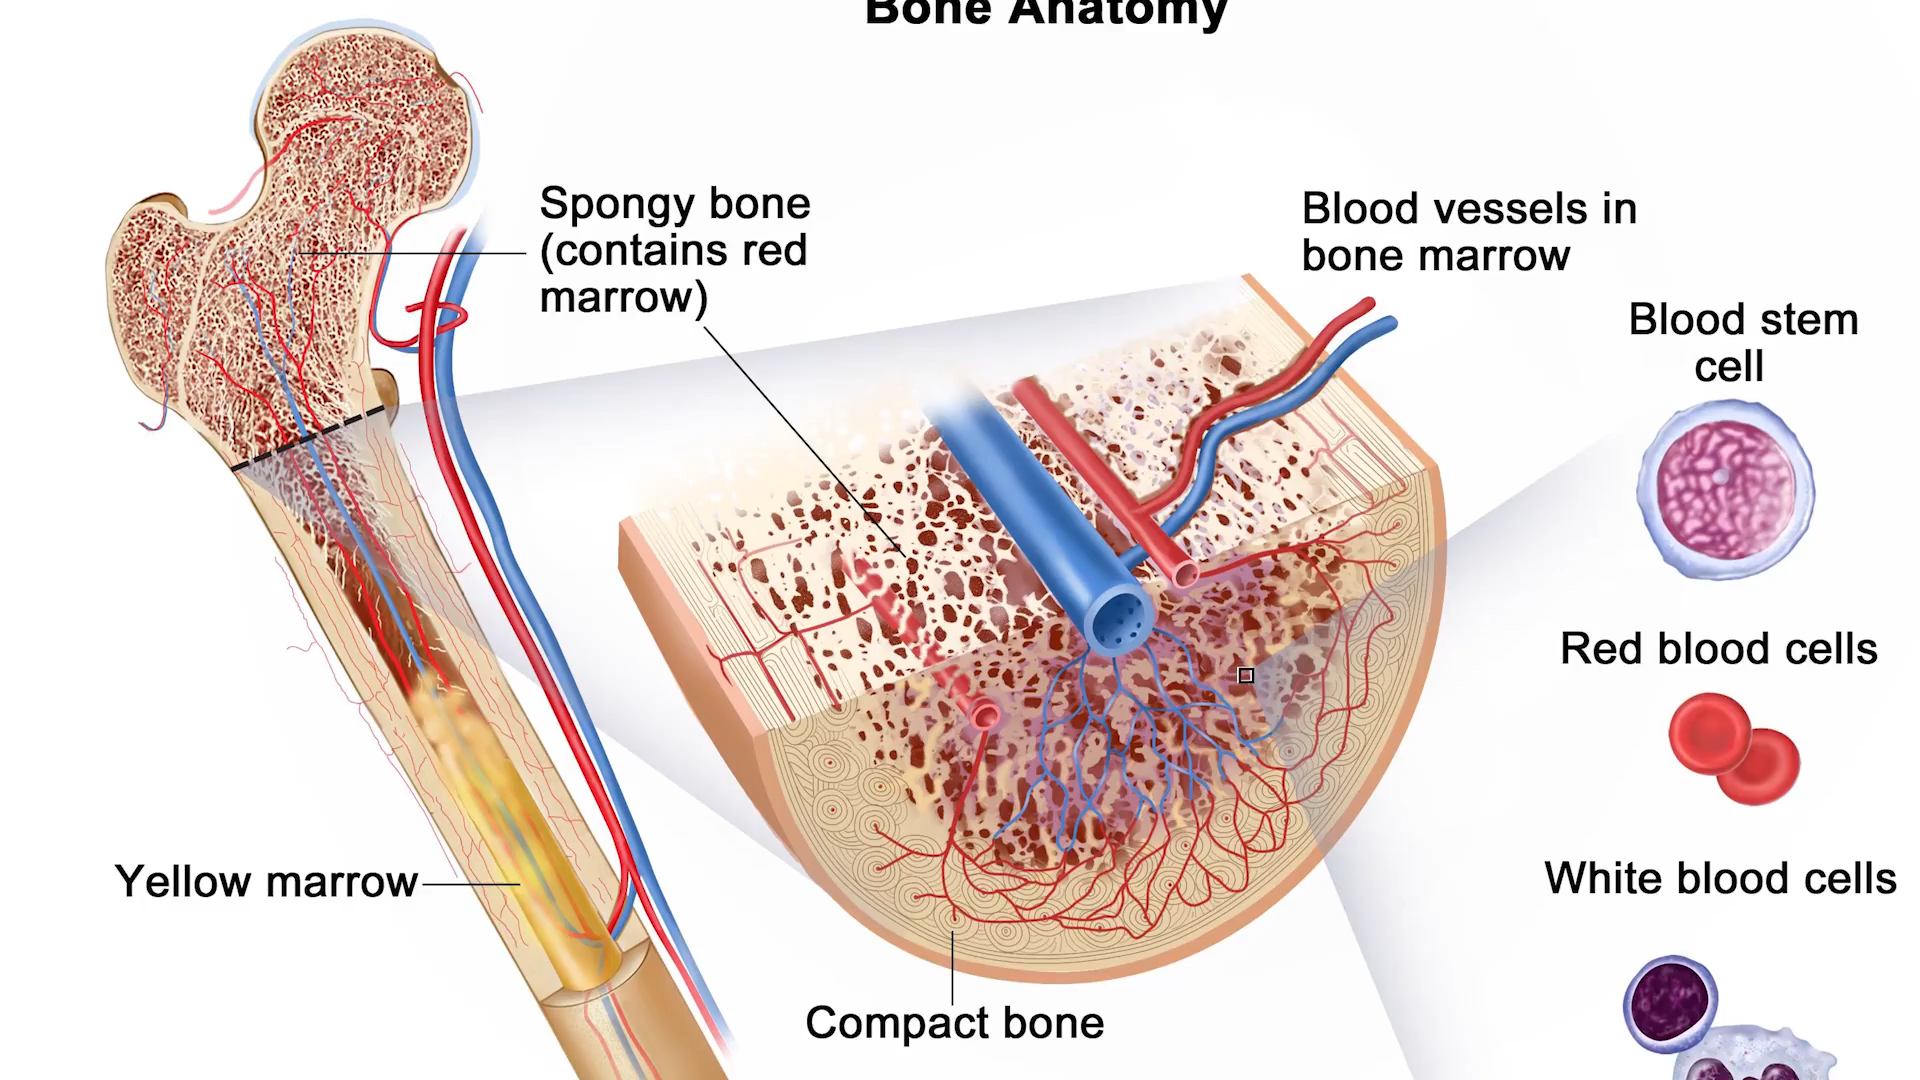 Bone Anatomy
Spongy bone
(contains red
marrow)
Blood vessels in
bone marrow
Blood stem
cell
Red blood cells
White blood cells
Yellow marrow
Compact bone